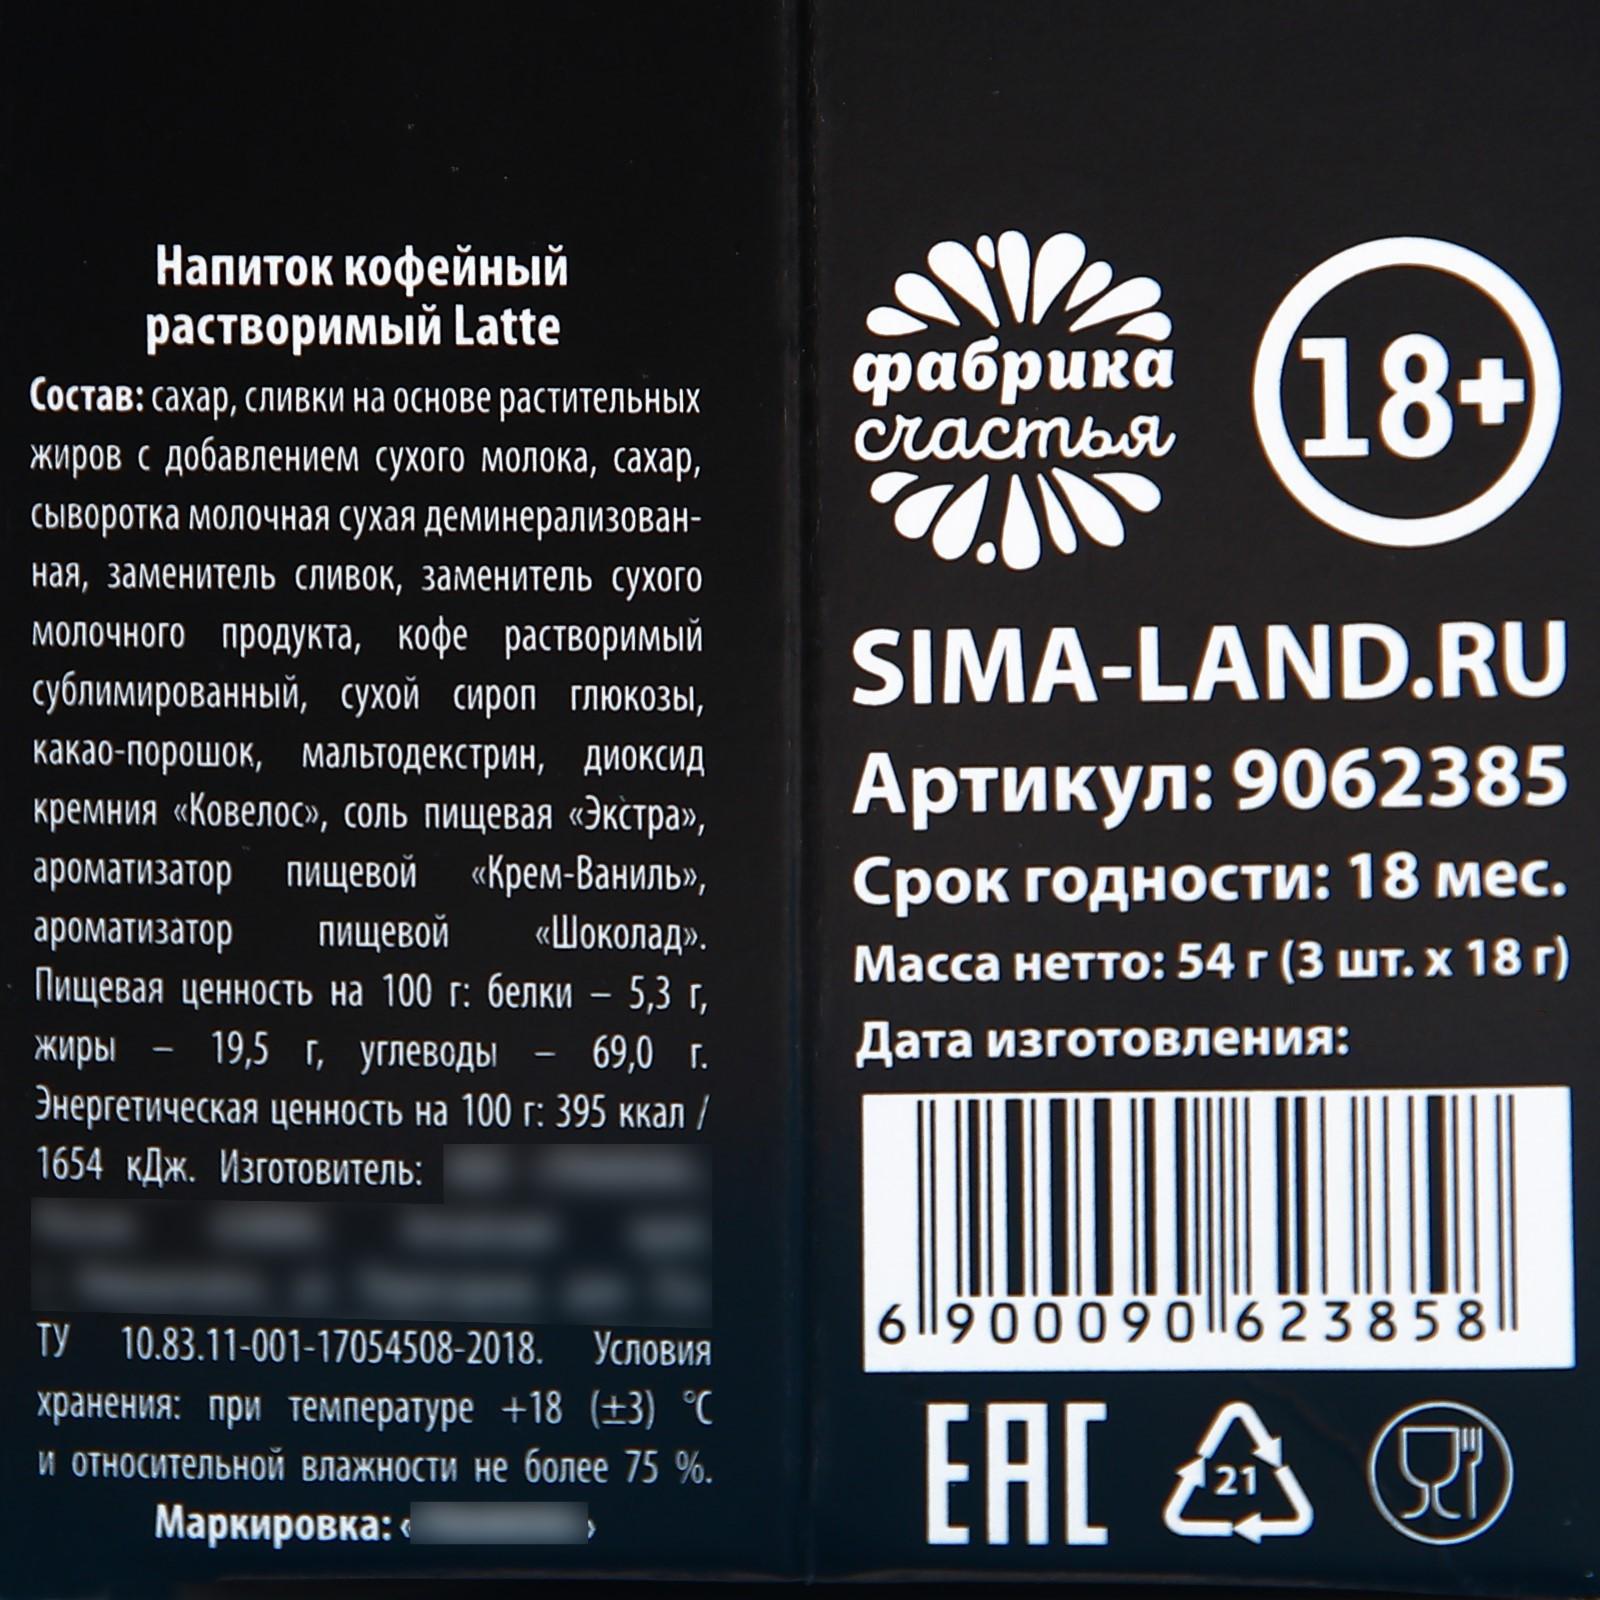 Напиток кофейный
растворимый Latte
Состав: сахар, сливки на основе растительных
жиров с добавлением сухого молока, сахар,
сыворотка молочная сухая деминерализован-
ная, заменитель сливок, заменитель сухого
молочного продукта, кофе растворимый
сублимированный, сухой сироп глюкозы,
какао-порошок, мальтодекстрин, диоксид
кремния «Ковелос», соль пищевая «Экстра»,
ароматизатор пищевой «Крем-Ваниль»,
ароматизатор пищевой «Шоколад».
Пищевая ценность на 100 г: белки – 5,3 г,
жиры – 19,5 г, углеводы – 69,0 г.
Энергетическая ценность на 100 г: 395 ккал /
1654 кДж. Изготовитель:
ТУ 10.83.11-001-17054508-2018. Условия
хранения: при температуре +18 (±3) °C
и относительной влажности не более 75 %.
Маркировка: «»
фабрика
счастья
18+
SIMA-LAND.RU
Артикул: 9062385
Срок годности: 18 мес.
Масса нетто: 54 г (3 шт. x 18 г)
Дата изготовления:
6 900090 623858
EAC
21